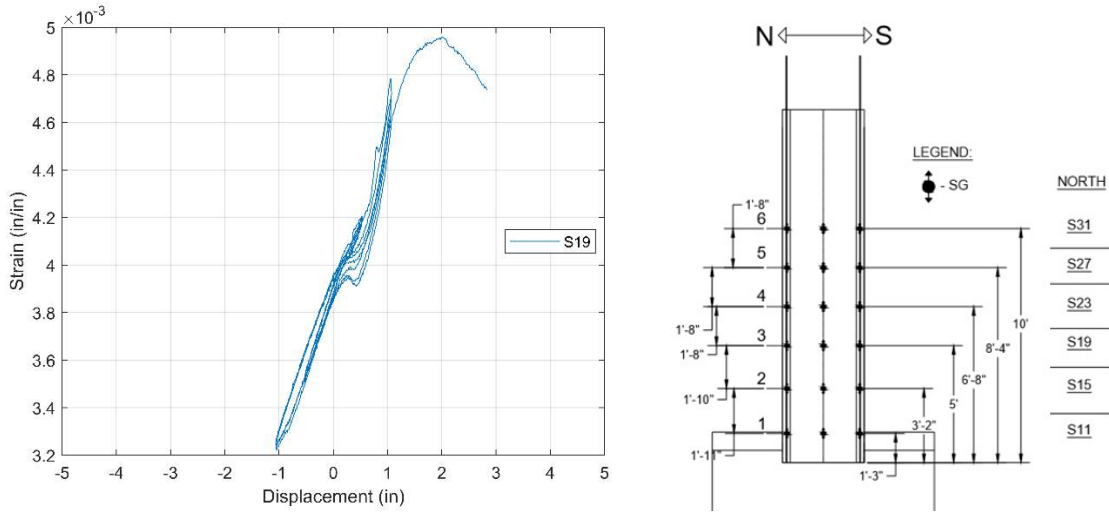 ×10⁻³
5
4.8
4.6
4.4
4.2
4
3.8
3.6
3.4
3.2
Strain (in/in)
-5 -4 -3 -2 -1 0 1 2 3 4 5
Displacement (in)
S19
N S
LEGEND:
- SG
NORTH
1'-8" 6 S31
5 S27
4 S23
1'-8"
1'-8" 3 S19
10'
8'-4"
6'-8"
5'
1'-10" 2 S15
3'-2"
1 S11
1'-11"
1'-3"